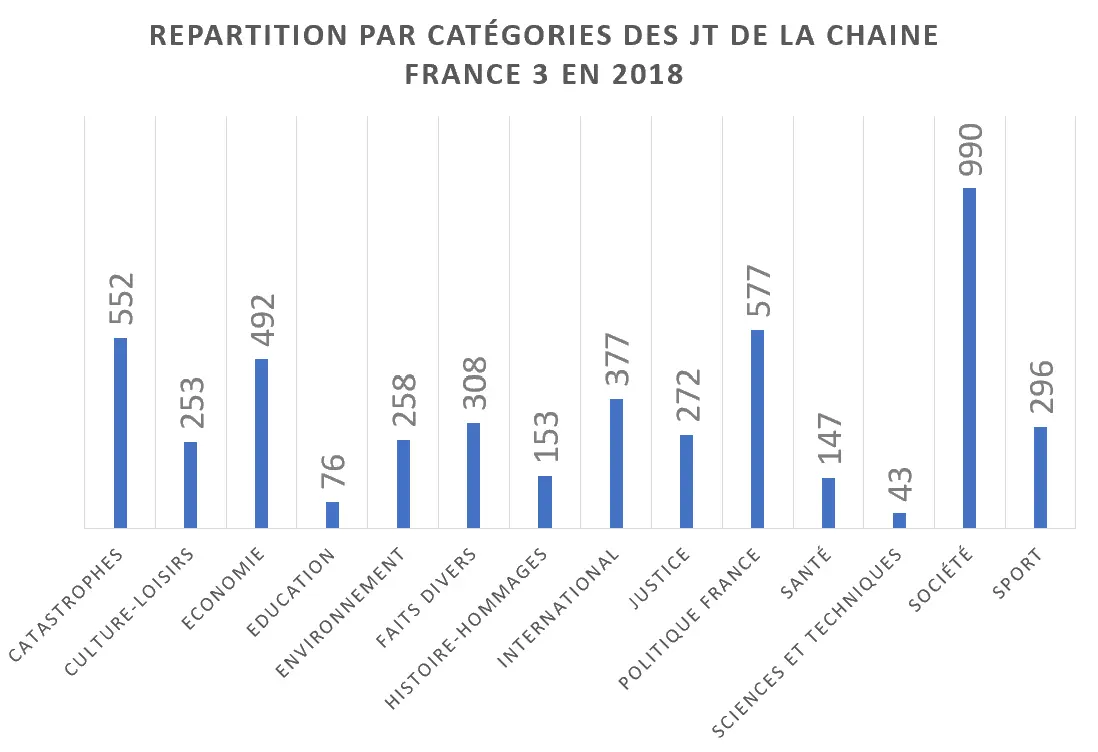 REPARTITION PAR CATÉGORIES DES JT DE LA CHAINE
FRANCE 3 EN 2018
552
253
492
76
258
308
153
377
272
577
147
43
990
296
CATASTROPHES
CULTURE-LOISIRS
ECONOMIE
EDUCATION
ENVIRONNEMENT
FAITS DIVERS
HISTOIRE-HOMMAGES
INTERNATIONAL
JUSTICE
POLITIQUE FRANCE
SANTÉ
SCIENCES ET TECHNIQUES
SOCIÉTÉ
SPORT